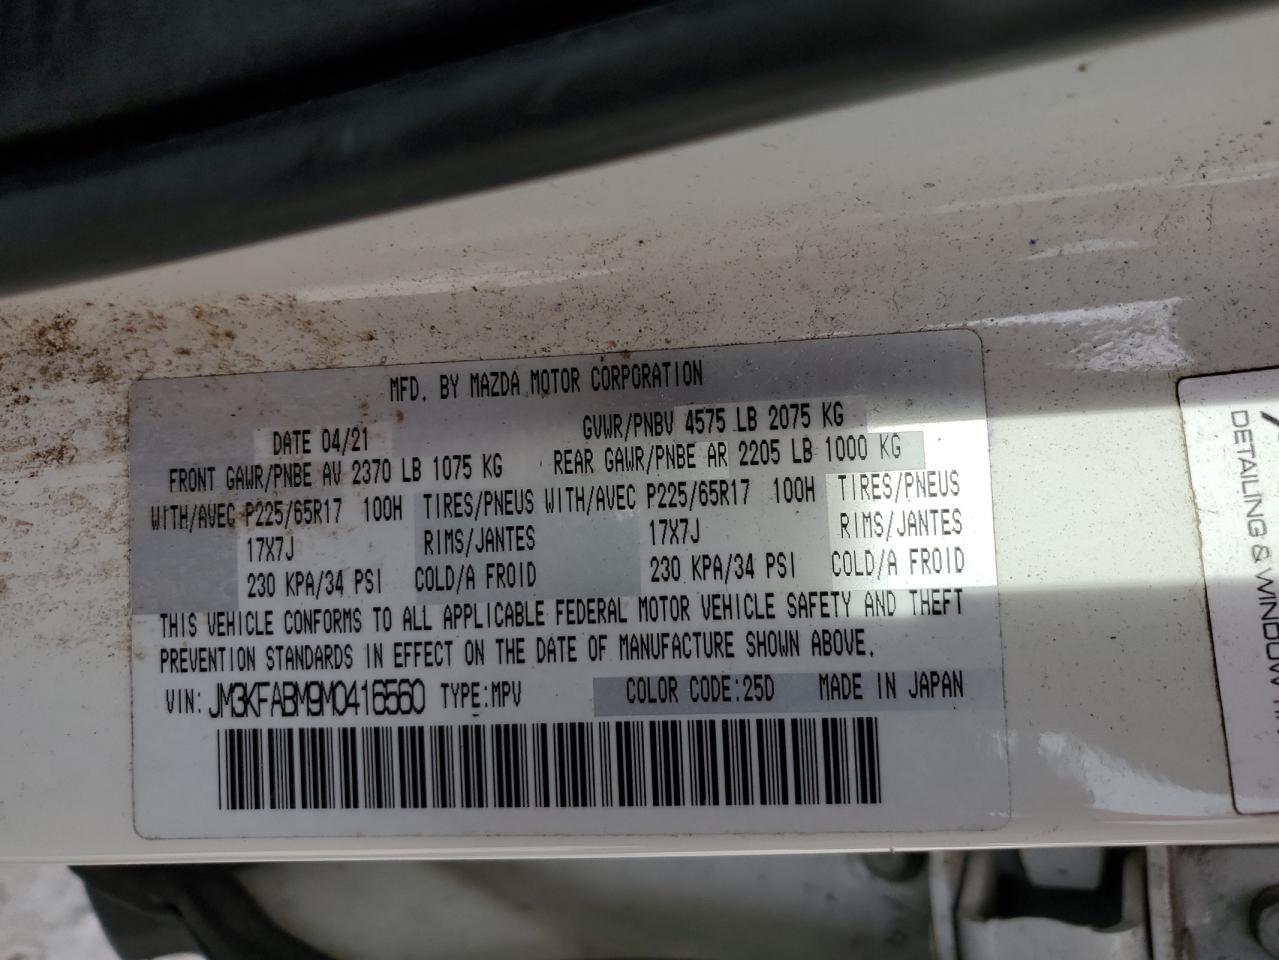 MFD. BY MAZDA MOTOR CORPORATION
DATE 04/21 GVWR/PNBV 4575 LB 2075 KG
FRONT GAWR/PNBE AV 2370 LB 1075 KG REAR GAWR/PNBE AR 2205 LB 1000 KG
WITH/AVEC P225/65R17 100H TIRES/PNEUS WITH/AVEC P225/65R17 100H TIRES/PNEUS
17X7J RIMS/JANTES 17X7J RIMS/JANTES
230 KPA/34 PSI COLD/A FROID 230 KPA/34 PSI COLD/A FROID
THIS VEHICLE CONFORMS TO ALL APPLICABLE FEDERAL MOTOR VEHICLE SAFETY AND THEFT
PREVENTION STANDARDS IN EFFECT ON THE DATE OF MANUFACTURE SHOWN ABOVE.
VIN: JM3KFABM9M0416560 TYPE:MPV COLOR CODE:25D MADE IN JAPAN
DETAILING & WINDOW